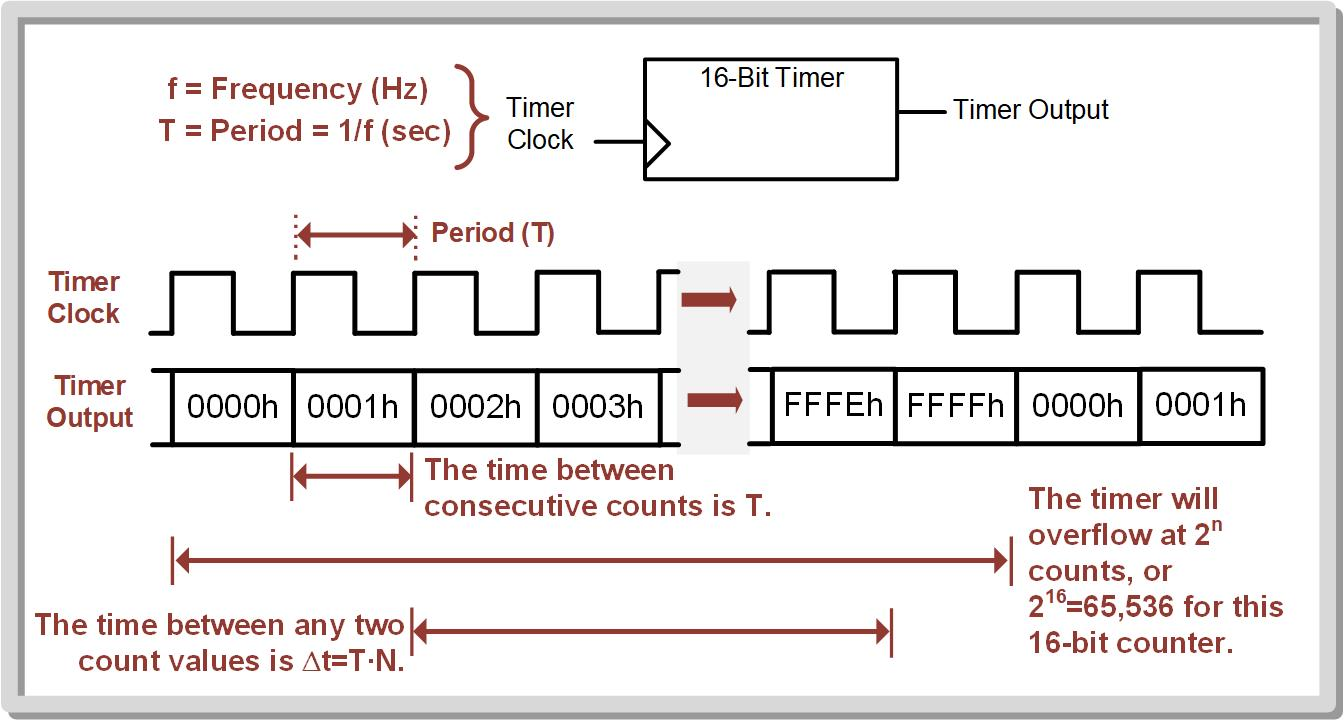 f = Frequency (Hz)
T = Period = 1/f (sec)
Timer
Clock
16-Bit Timer
Timer Output
Period (T)
Timer
Clock
Timer
Output
0000h 0001h 0002h 0003h FFFEh FFFFh 0000h 0001h
The time between
consecutive counts is T.
The timer will
overflow at 2ⁿ
counts, or
2¹⁶=65,536 for this
16-bit counter.
The time between any two
count values is Δt=T·N.